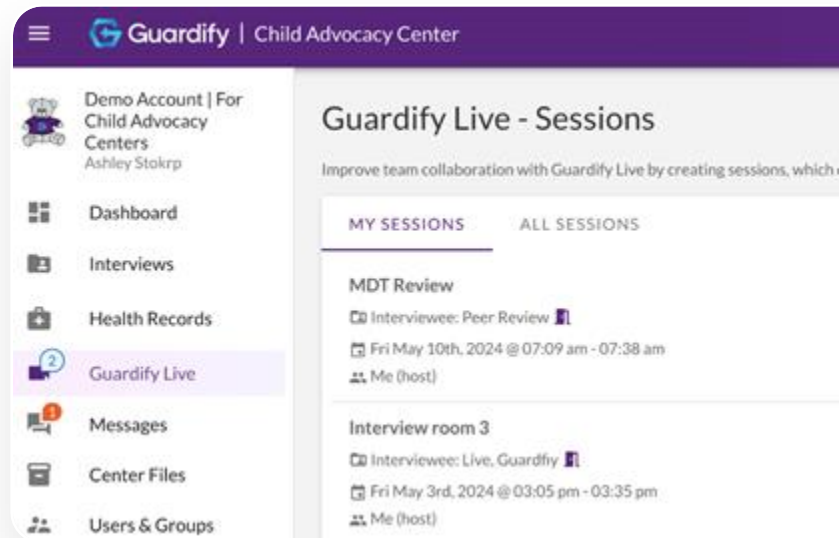 Guardify | Child Advocacy Center
Demo Account | For
Child Advocacy
Centers
Ashley Stokrp
Dashboard
Interviews
Health Records
2
Guardify Live
1
Messages
Center Files
Users & Groups
Guardify Live - Sessions
Improve team collaboration with Guardify Live by creating sessions, which
MY SESSIONS
ALL SESSIONS
MDT Review
Interviewee: Peer Review
Fri May 10th, 2024 @ 07:09 am - 07:38 am
Me (host)
Interview room 3
Interviewee: Live, Guardfiy
Fri May 3rd, 2024 @ 03:05 pm - 03:35 pm
Me (host)